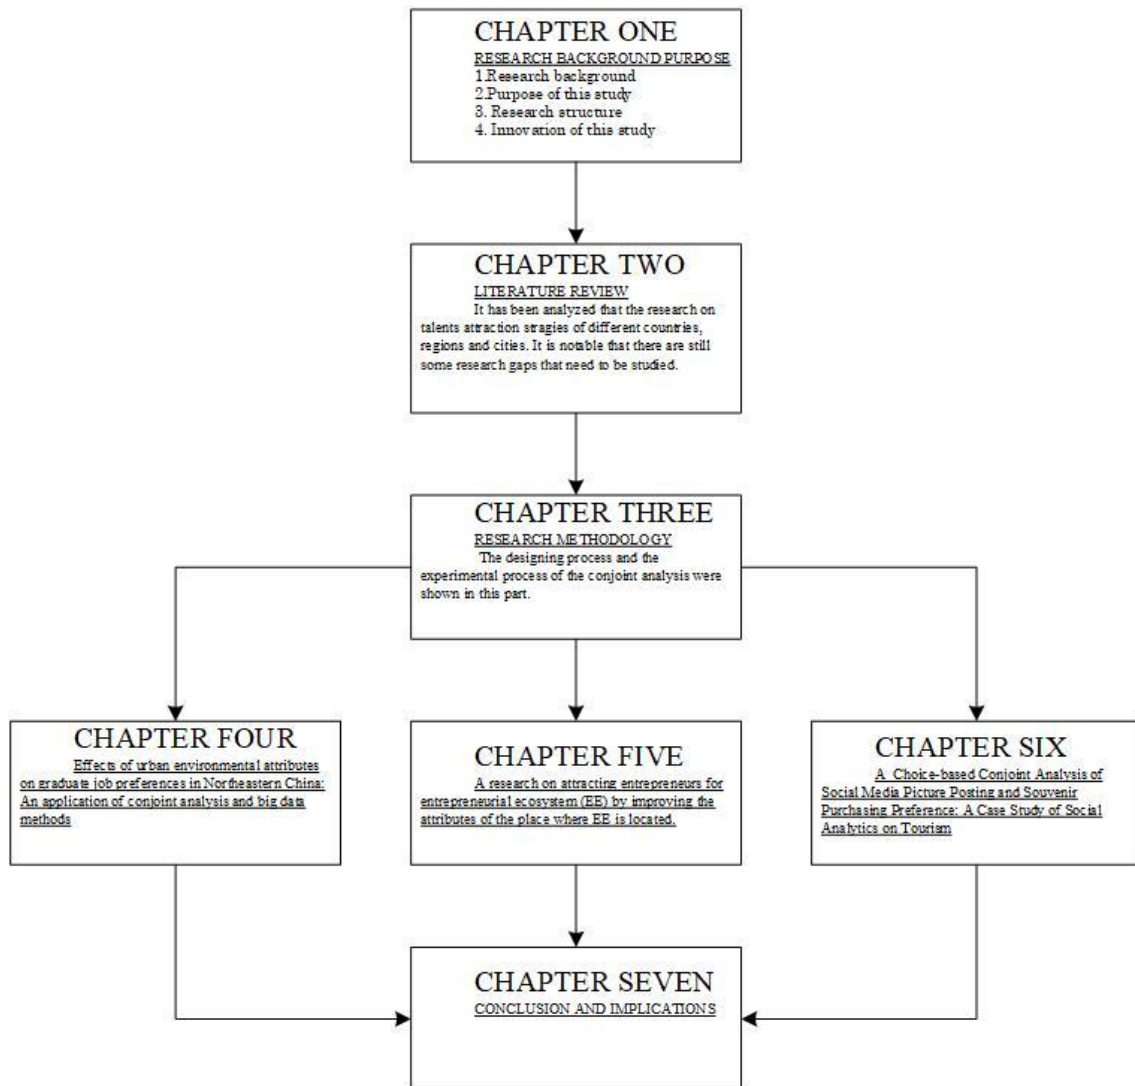 CHAPTER ONE
RESEARCH BACKGROUND PURPOSE
1.Research background
2.Purpose of this study
3. Research structure
4. Innovation of this study
CHAPTER TWO
LITERATURE REVIEW
It has been analyzed that the research on
talents attraction stragies of different countries,
regions and cities. It is notable that there are still
some research gaps that need to be studied.
CHAPTER THREE
RESEARCH METHODOLOGY
The designing process and the
experimental process of the conjoint analysis were
shown in this part.
CHAPTER FOUR
Effects of urban environmental attributes
on graduate job preferences in Northeastern China:
An application of conjoint analysis and big data
methods
CHAPTER FIVE
A research on attracting entrepreneurs for
entrepreneurial ecosystem (EE) by improving the
attributes of the place where EE is located.
CHAPTER SIX
A Choice-based Conjoint Analysis of
Social Media Picture Posting and Souvenir
Purchasing Preference: A Case Study of Social
Analytics on Tourism
CHAPTER SEVEN
CONCLUSION AND IMPLICATIONS